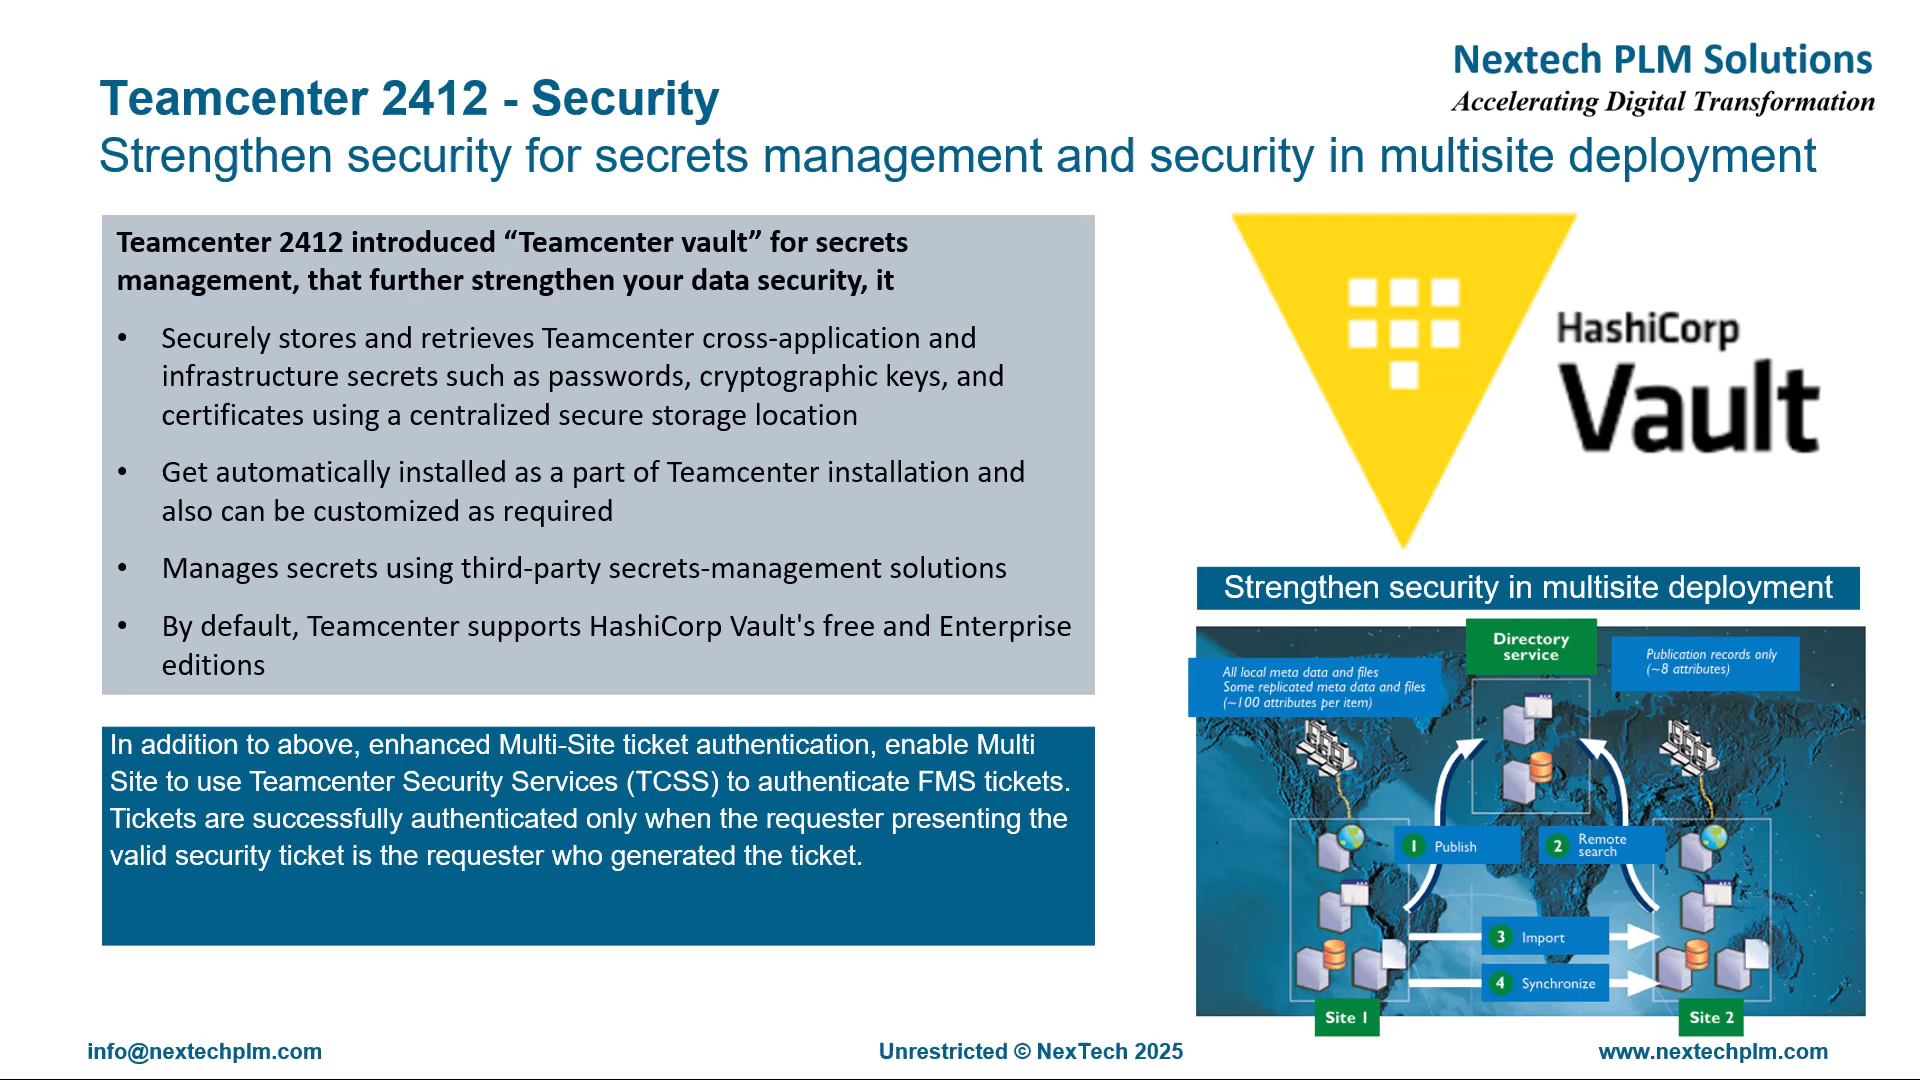 Nextech PLM Solutions
Accelerating Digital Transformation
Teamcenter 2412 - Security
Strengthen security for secrets management and security in multisite deployment
Teamcenter 2412 introduced “Teamcenter vault” for secrets
management, that further strengthen your data security, it
• Securely stores and retrieves Teamcenter cross-application and
infrastructure secrets such as passwords, cryptographic keys, and
certificates using a centralized secure storage location
• Get automatically installed as a part of Teamcenter installation and
also can be customized as required
• Manages secrets using third-party secrets-management solutions
• By default, Teamcenter supports HashiCorp Vault's free and Enterprise
editions
In addition to above, enhanced Multi-Site ticket authentication, enable Multi
Site to use Teamcenter Security Services (TCSS) to authenticate FMS tickets.
Tickets are successfully authenticated only when the requester presenting the
valid security ticket is the requester who generated the ticket.
HashiCorp
Vault
Strengthen security in multisite deployment
Directory
service
All local meta data and files
Some replicated meta data and files
(~100 attributes per item)
Publication records only
(~8 attributes)
1 Publish
2 Remote
search
3 Import
4 Synchronize
Site 1
Site 2
info@nextechplm.com
Unrestricted © NexTech 2025
www.nextechplm.com